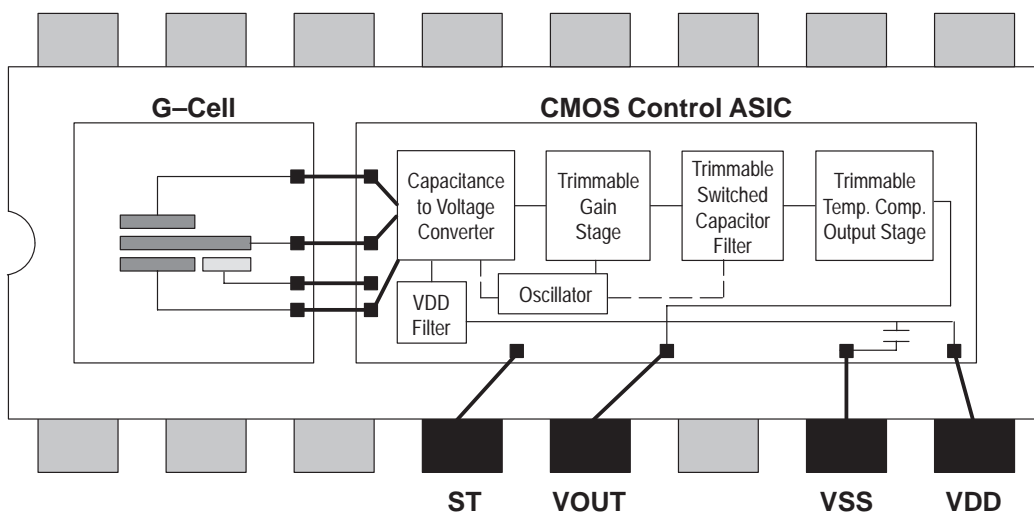 G–Cell
CMOS Control ASIC
Capacitance
to Voltage
Converter
Trimmable
Gain
Stage
Trimmable
Switched
Capacitor
Filter
Trimmable
Temp. Comp.
Output Stage
VDD
Filter
Oscillator
ST
VOUT
VSS
VDD